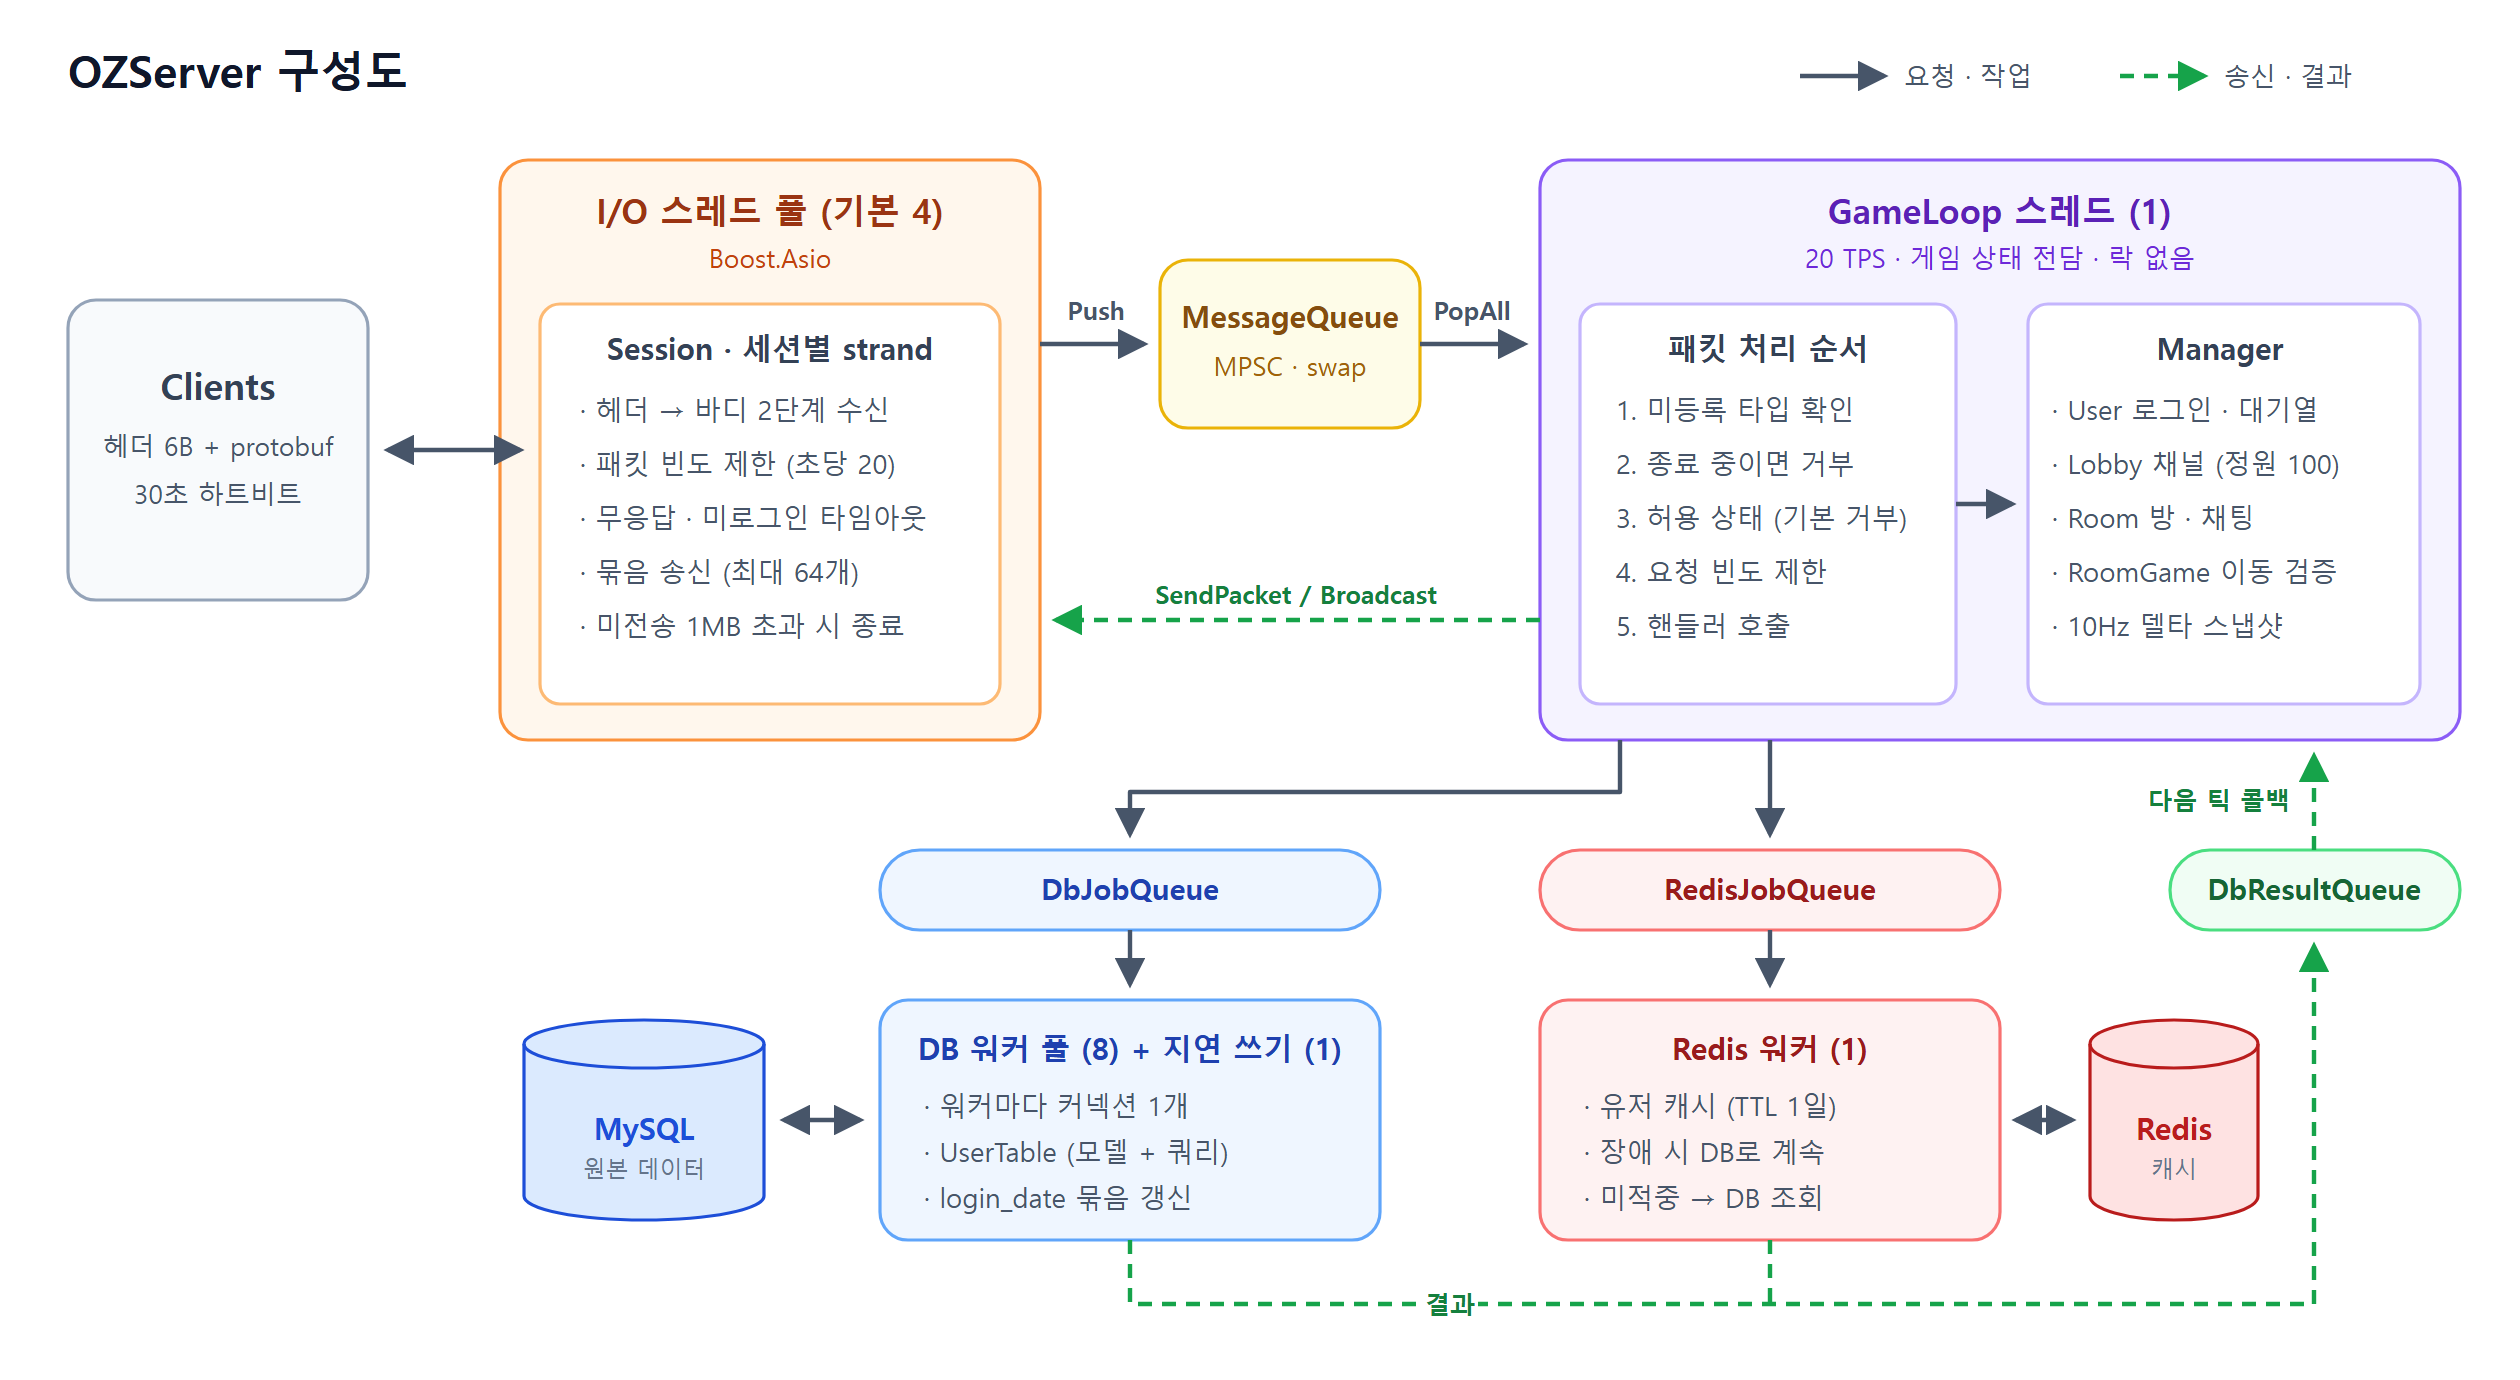 OZServer 구성도
요청 · 작업
송신 · 결과
Clients
헤더 6B + protobuf
30초 하트비트
I/O 스레드 풀 (기본 4)
Boost.Asio
Session · 세션별 strand
· 헤더 → 바디 2단계 수신
· 패킷 빈도 제한 (초당 20)
· 무응답 · 미로그인 타임아웃
· 묶음 송신 (최대 64개)
· 미전송 1MB 초과 시 종료
Push
MessageQueue
MPSC · swap
PopAll
SendPacket / Broadcast
GameLoop 스레드 (1)
20 TPS · 게임 상태 전담 · 락 없음
패킷 처리 순서
1. 미등록 타입 확인
2. 종료 중이면 거부
3. 허용 상태 (기본 거부)
4. 요청 빈도 제한
5. 핸들러 호출
Manager
· User 로그인 · 대기열
· Lobby 채널 (정원 100)
· Room 방 · 채팅
· RoomGame 이동 검증
· 10Hz 델타 스냅샷
다음 틱 콜백
DbJobQueue
RedisJobQueue
DbResultQueue
MySQL
원본 데이터
DB 워커 풀 (8) + 지연 쓰기 (1)
· 워커마다 커넥션 1개
· UserTable (모델 + 쿼리)
· login_date 묶음 갱신
Redis 워커 (1)
· 유저 캐시 (TTL 1일)
· 장애 시 DB로 계속
· 미적중 → DB 조회
Redis
캐시
결과